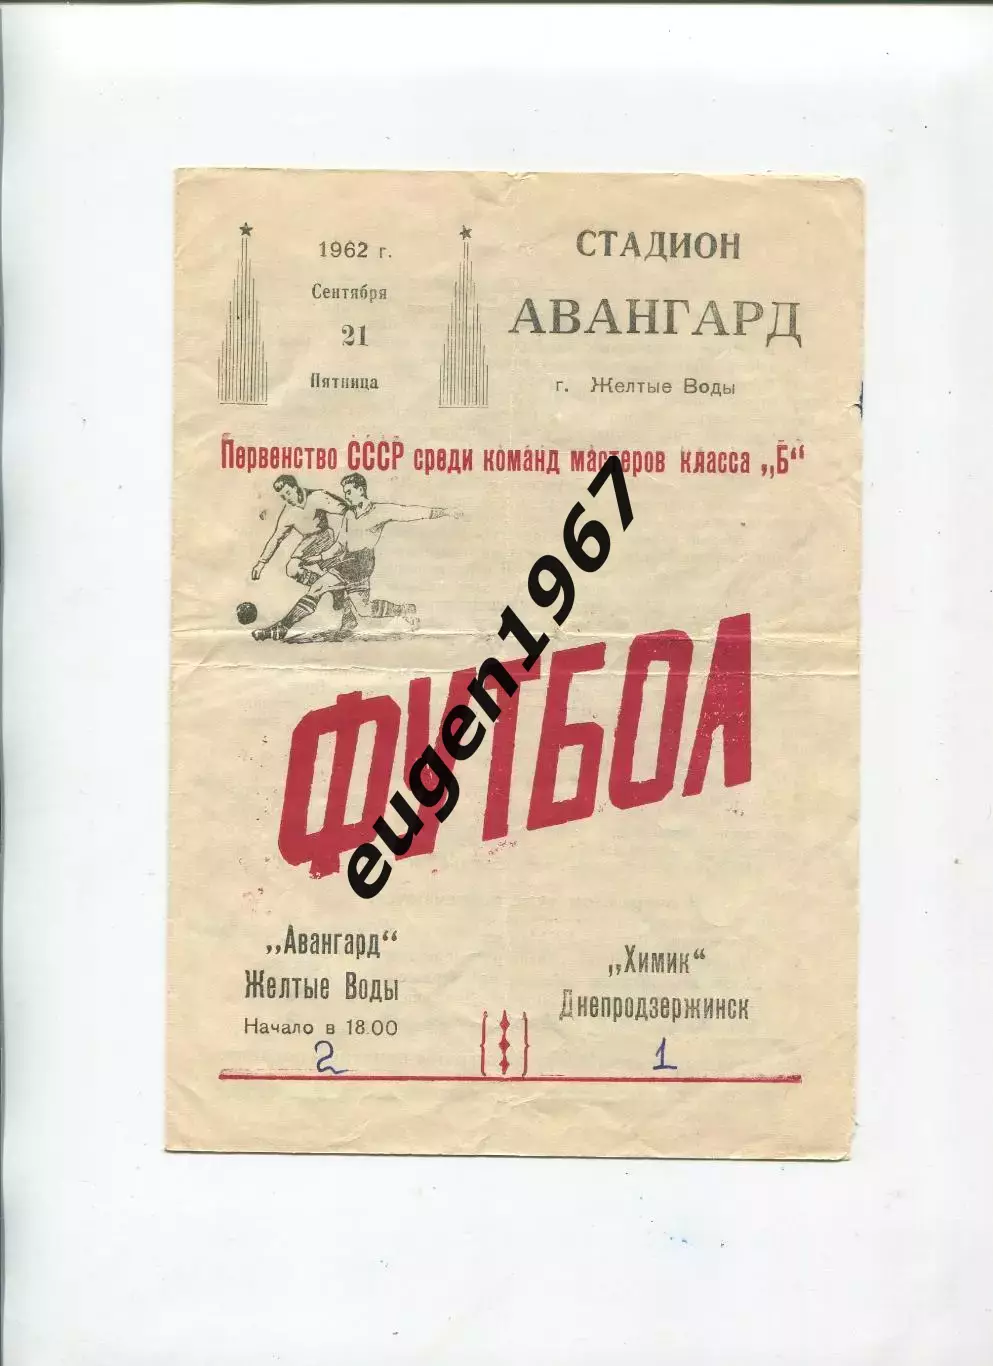 1962 г.
Сентября
21
Пятница
СТАДИОН
АВАНГАРД
г. Желтые Воды
Первенство СССР среди команд мастеров класса „Б“
ФУТБОЛ
eugen1967
„Авангард“
Желтые Воды
Начало в 18.00
2
„Химик“
Днепродзержинск
1